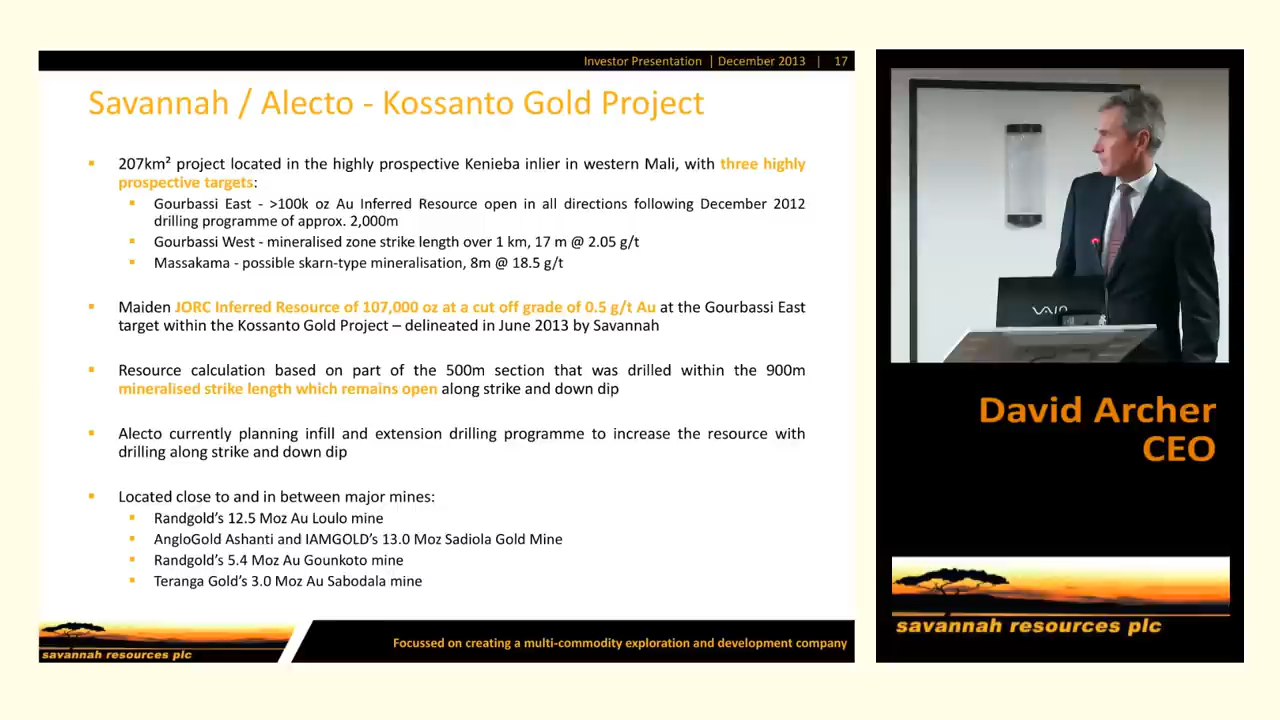 Investor Presentation | December 2013 | 17
Savannah / Alecto - Kossanto Gold Project
207km² project located in the highly prospective Kenieba inlier in western Mali, with three highly
prospective targets:
Gourbassi East - >100k oz Au Inferred Resource open in all directions following December 2012
drilling programme of approx. 2,000m
Gourbassi West - mineralised zone strike length over 1 km, 17 m @ 2.05 g/t
Massakama - possible skarn-type mineralisation, 8m @ 18.5 g/t
Maiden JORC Inferred Resource of 107,000 oz at a cut off grade of 0.5 g/t Au at the Gourbassi East
target within the Kossanto Gold Project – delineated in June 2013 by Savannah
Resource calculation based on part of the 500m section that was drilled within the 900m
mineralised strike length which remains open along strike and down dip
Alecto currently planning infill and extension drilling programme to increase the resource with
drilling along strike and down dip
Located close to and in between major mines:
Randgold's 12.5 Moz Au Loulo mine
AngloGold Ashanti and IAMGOLD's 13.0 Moz Sadiola Gold Mine
Randgold's 5.4 Moz Au Gounkoto mine
Teranga Gold's 3.0 Moz Au Sabodala mine
savannah resources plc
Focussed on creating a multi-commodity exploration and development company
VAIO
David Archer
CEO
savannah resources plc